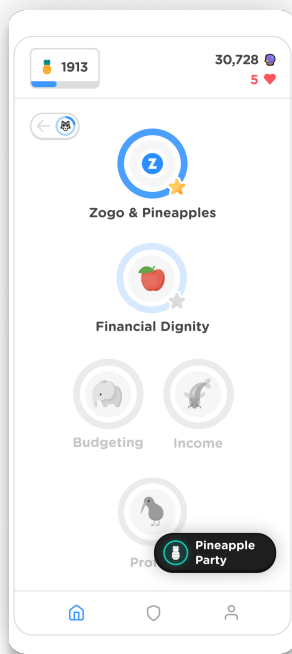 1913
30,728
5
Z
Zogo & Pineapples
Financial Dignity
Budgeting
Income
Pineapple
Party